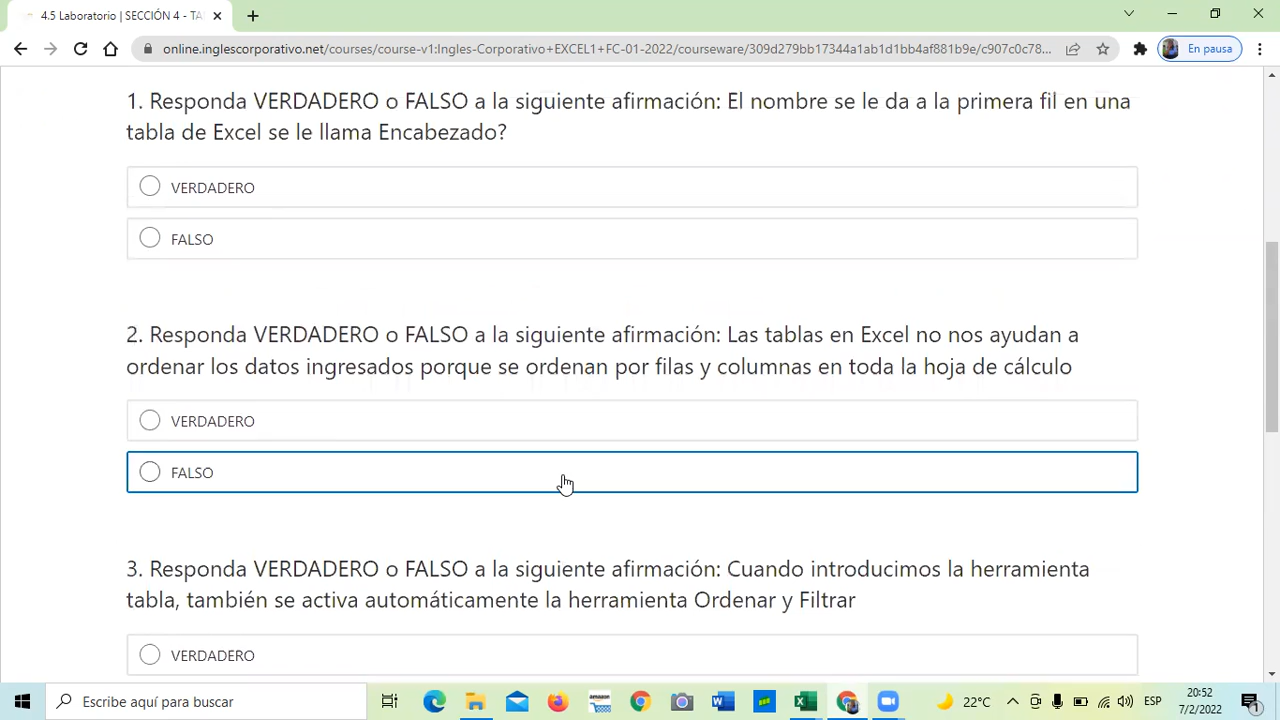 4.5 Laboratorio | SECCIÓN 4 - TA
online.inglescorporativo.net/courses/course-v1:Ingles-Corporativo+EXCEL1+FC-01-2022/courseware/309d279bb17344a1ab1d1bb4af881b9e/c907c0c78...
En pausa
1. Responda VERDADERO o FALSO a la siguiente afirmación: El nombre se le da a la primera fil en una
tabla de Excel se le llama Encabezado?
VERDADERO
FALSO
2. Responda VERDADERO o FALSO a la siguiente afirmación: Las tablas en Excel no nos ayudan a
ordenar los datos ingresados porque se ordenan por filas y columnas en toda la hoja de cálculo
VERDADERO
FALSO
3. Responda VERDADERO o FALSO a la siguiente afirmación: Cuando introducimos la herramienta
tabla, también se activa automáticamente la herramienta Ordenar y Filtrar
VERDADERO
Escribe aquí para buscar
22°C
ESP
20:52
7/2/2022
1